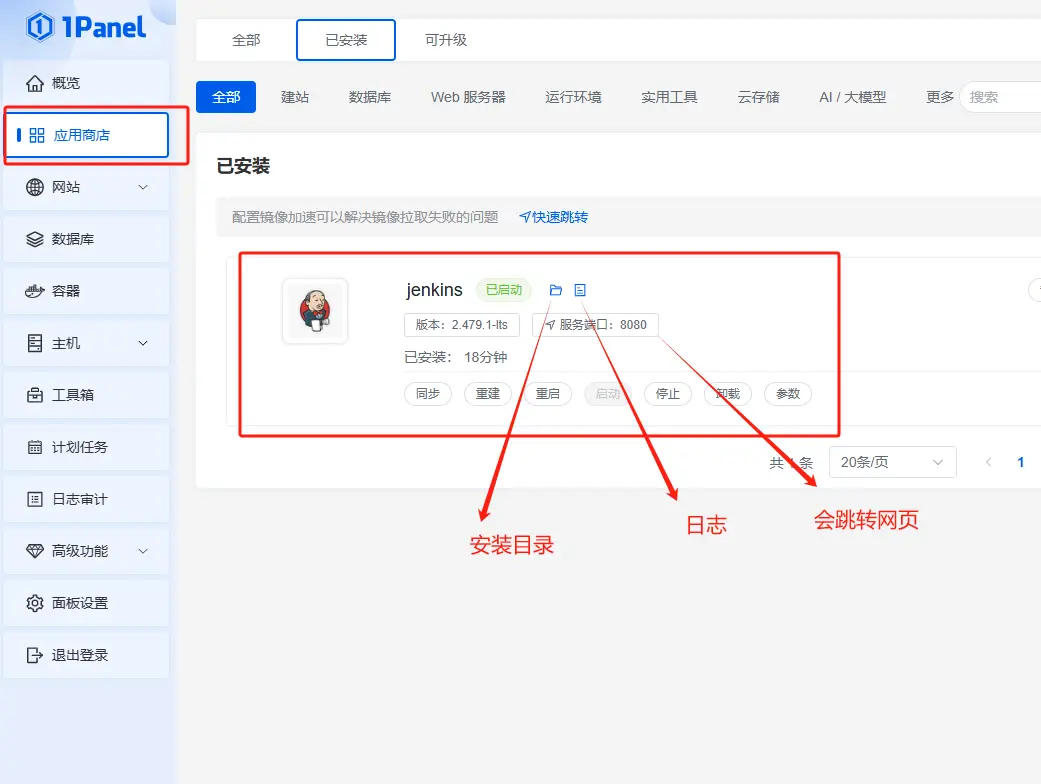 1Panel
全部 已安装 可升级
概览
全部 建站 数据库 Web 服务器 运行环境 实用工具 云存储 AI / 大模型 更多 搜索
应用商店
已安装
网站
配置镜像加速可以解决镜像拉取失败的问题 快速跳转
数据库
jenkins 已启动
容器
版本：2.479.1-lts 服务端口：8080
主机
已安装： 18分钟
工具箱
同步 重建 重启 启动 停止 卸载 参数
计划任务
共 1 条 20条/页 1
日志审计
安装目录 日志 会跳转网页
高级功能
面板设置
退出登录